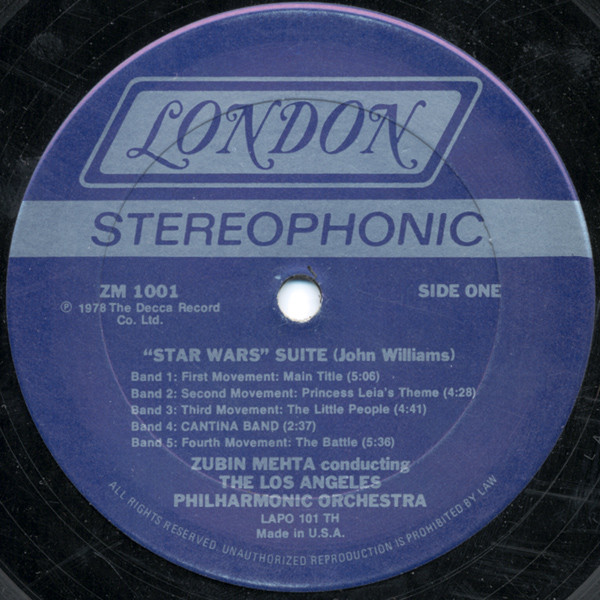 LONDON
STEREOPHONIC
ZM 1001
SIDE ONE
℗ 1978 The Decca Record
Co. Ltd.
"STAR WARS" SUITE (John Williams)
Band 1: First Movement: Main Title (5:06)
Band 2: Second Movement: Princess Leia's Theme (4:28)
Band 3: Third Movement: The Little People (4:41)
Band 4: CANTINA BAND (2:37)
Band 5: Fourth Movement: The Battle (5:36)
ZUBIN MEHTA conducting
THE LOS ANGELES
PHILHARMONIC ORCHESTRA
LAPO 101 TH
Made in U.S.A.
ALL RIGHTS RESERVED. UNAUTHORIZED REPRODUCTION IS PROHIBITED BY LAW